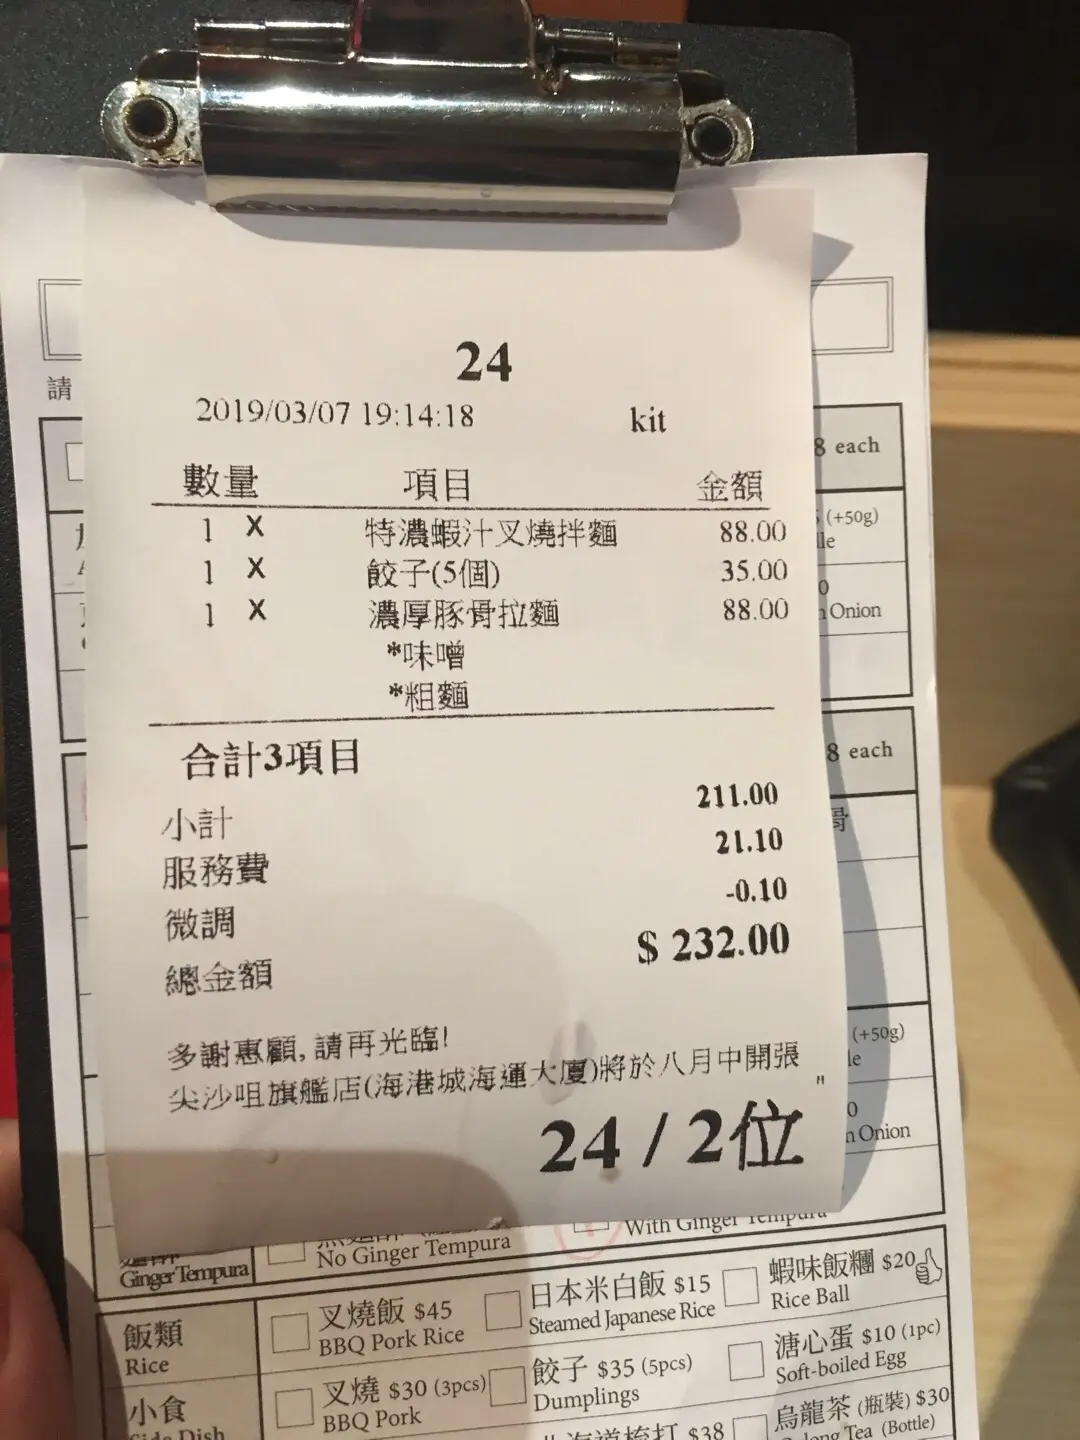 24
2019/03/07 19:14:18 kit
數量 項目 金額
1 X 特濃蝦汁叉燒拌麵 88.00
1 X 餃子(5個) 35.00
1 X 濃厚豚骨拉麵 88.00
*味噌
*粗麵
合計3項目
小計 211.00
服務費 21.10
微調 -0.10
總金額 $ 232.00
多謝惠顧, 請再光臨!
尖沙咀旗艦店(海港城海運大廈)將於八月中開張
"
24 / 2位
請
8 each
(+50g)
Onion
8 each
骨
(+50g)
Onion
With Ginger Tempura
No Ginger Tempura
Ginger Tempura
飯類
Rice
叉燒飯 $45
BBQ Pork Rice
日本米白飯 $15
Steamed Japanese Rice
蝦味飯糰 $20
Rice Ball
小食
Side Dish
叉燒 $30 (3pcs)
BBQ Pork
餃子 $35 (5pcs)
Dumplings
溏心蛋 $10 (1pc)
Soft-boiled Egg
$38
烏龍茶 (瓶裝) $30
Oolong Tea (Bottle)